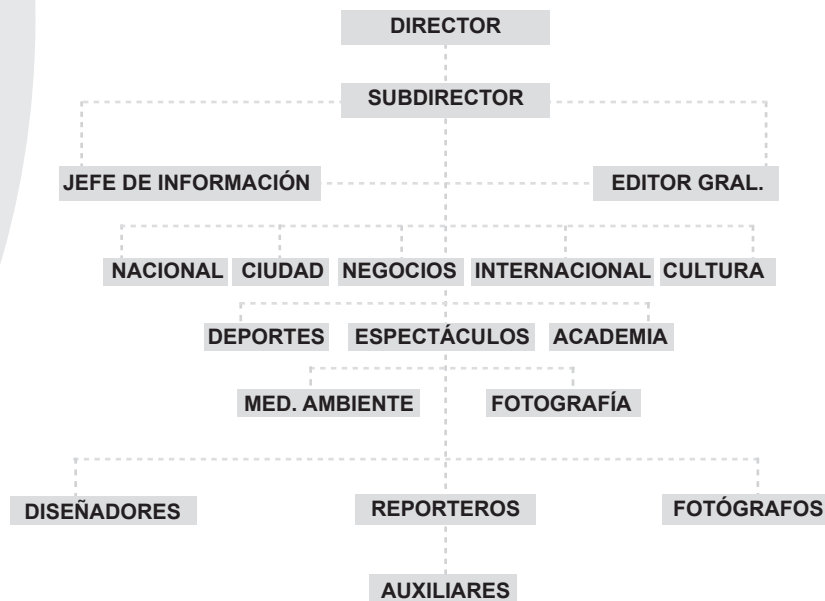 DIRECTOR
SUBDIRECTOR
JEFE DE INFORMACIÓN EDITOR GRAL.
NACIONAL CIUDAD NEGOCIOS INTERNACIONAL CULTURA
DEPORTES ESPECTÁCULOS ACADEMIA
MED. AMBIENTE FOTOGRAFÍA
DISEÑADORES REPORTEROS FOTÓGRAFOS
AUXILIARES